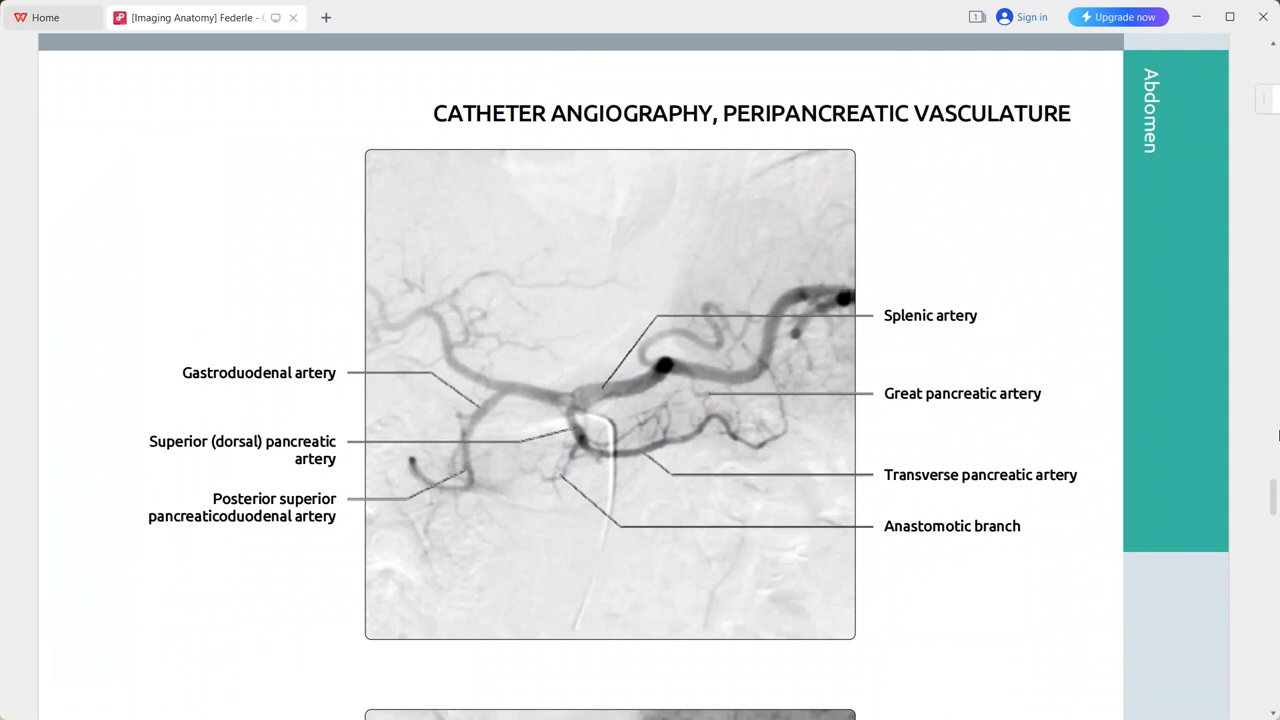 Home
[Imaging Anatomy] Federle -
1
Sign in
Upgrade now
Abdomen
CATHETER ANGIOGRAPHY, PERIPANCREATIC VASCULATURE
Splenic artery
Gastroduodenal artery
Great pancreatic artery
Superior (dorsal) pancreatic
artery
Transverse pancreatic artery
Posterior superior
pancreaticoduodenal artery
Anastomotic branch